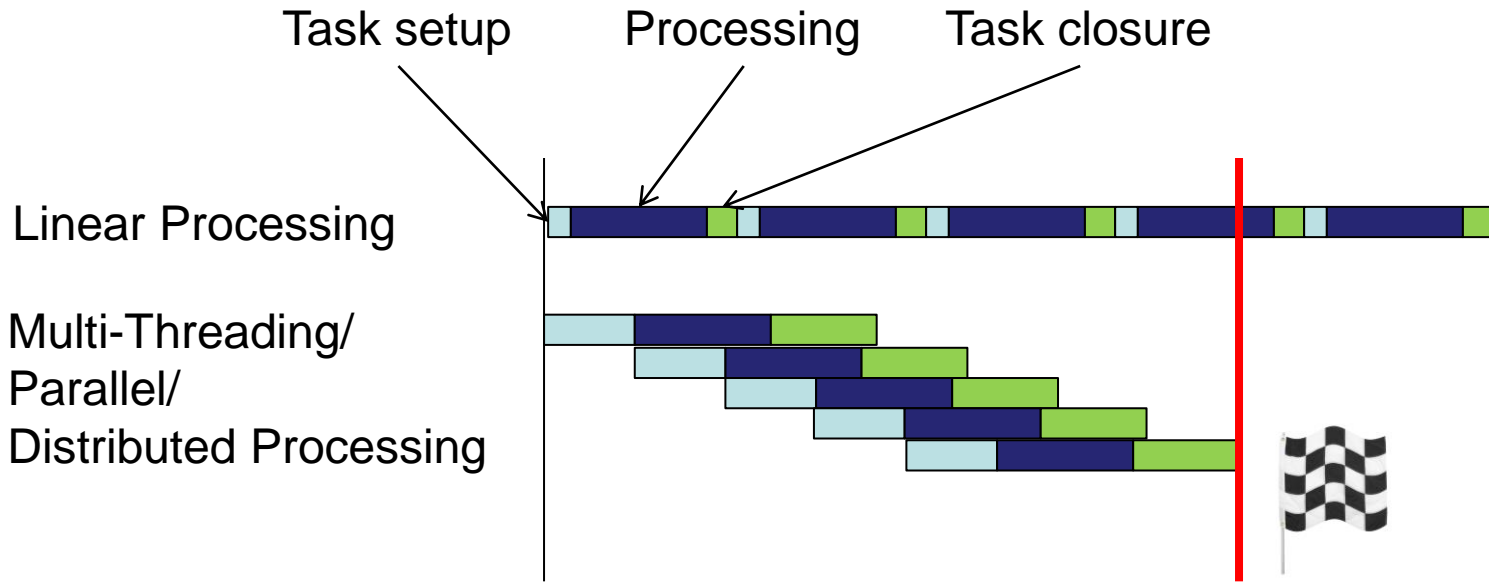 Task setup
Processing
Task closure
Linear Processing
Multi-Threading/
Parallel/
Distributed Processing